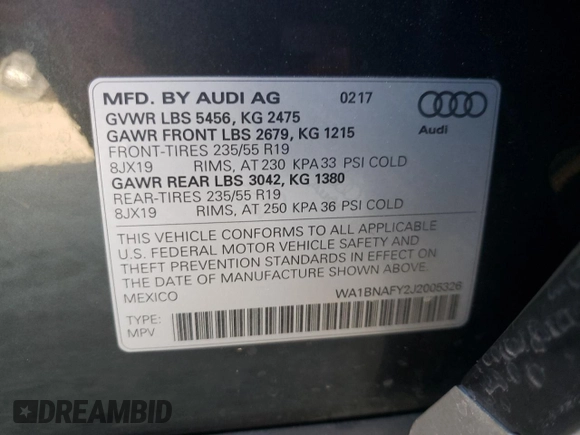 MFD. BY AUDI AG 0217
GVWR LBS 5456, KG 2475
GAWR FRONT LBS 2679, KG 1215
FRONT-TIRES 235/55 R19
8JX19 RIMS, AT 230 KPA 33 PSI COLD
GAWR REAR LBS 3042, KG 1380
REAR-TIRES 235/55 R19
8JX19 RIMS, AT 250 KPA 36 PSI COLD
Audi
THIS VEHICLE CONFORMS TO ALL APPLICABLE
U.S. FEDERAL MOTOR VEHICLE SAFETY AND
THEFT PREVENTION STANDARDS IN EFFECT ON
THE DATE OF MANUFACTURE SHOWN ABOVE.
MEXICO WA1BNAFY2J2005326
TYPE:
MPV
DREAMBID